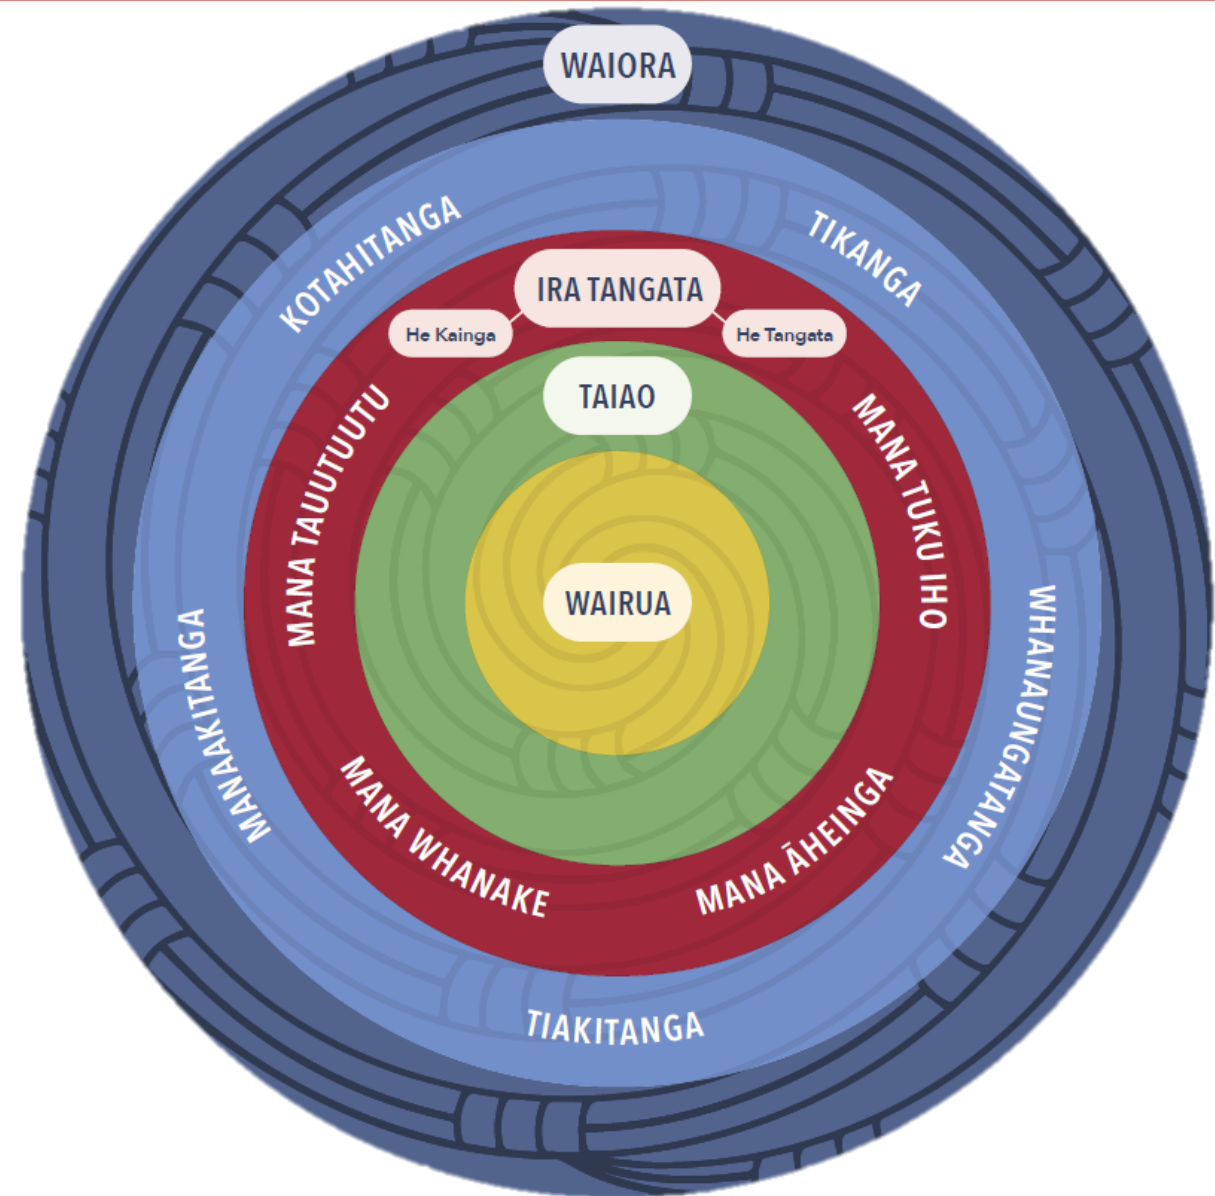 WAIORA
KOTAHITANGA
TIKANGA
IRA TANGATA
He Kainga
He Tangata
TAIAO
MANA TAUUTUUTU
MANA TUKU IHO
WAIRUA
MANAAKITANGA
WHANAUNGATANGA
MANA WHANAKE
MANA ĀHEINGA
TIAKITANGA